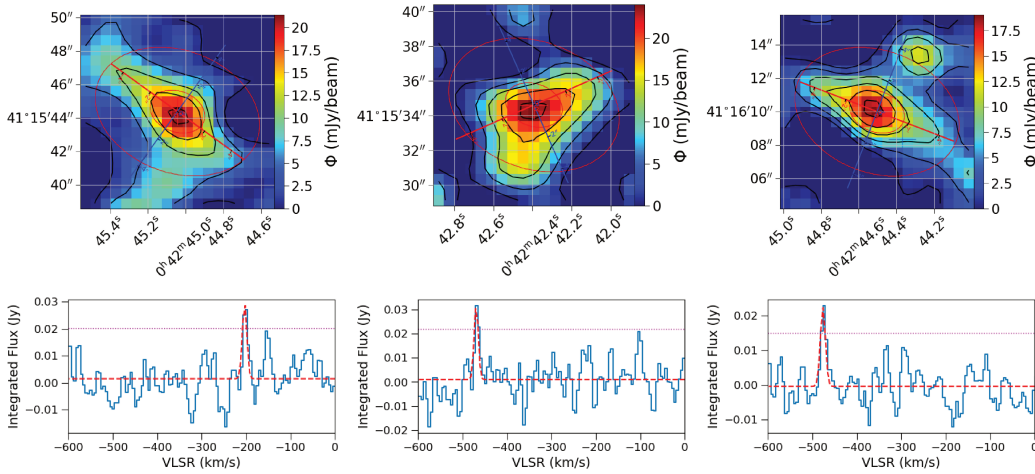 50″
48″
46″
41°15′44″
42″
40″
45.4ˢ
45.2ˢ
0ʰ42ᵐ45.0ˢ
44.8ˢ
44.6ˢ
20.0
17.5
15.0
12.5
10.0
7.5
5.0
2.5
0
Φ (mJy/beam)
40″
38″
36″
41°15′34″
32″
30″
42.8ˢ
42.6ˢ
0ʰ42ᵐ42.4ˢ
42.2ˢ
42.0ˢ
20
15
10
5
0
Φ (mJy/beam)
14″
12″
41°16′10″
08″
06″
45.0ˢ
44.8ˢ
0ʰ42ᵐ44.6ˢ
44.4ˢ
44.2ˢ
17.5
15.0
12.5
10.0
7.5
5.0
2.5
0
Φ (mJy/beam)
Integrated Flux (Jy)
0.03
0.02
0.01
0.00
−0.01
−600 −500 −400 −300 −200 −100 0
VLSR (km/s)
Integrated Flux (Jy)
0.03
0.02
0.01
0.00
−0.01
−0.02
−600 −500 −400 −300 −200 −100 0
VLSR (km/s)
Integrated Flux (Jy)
0.02
0.01
0.00
−0.01
−600 −500 −400 −300 −200 −100 0
VLSR (km/s)